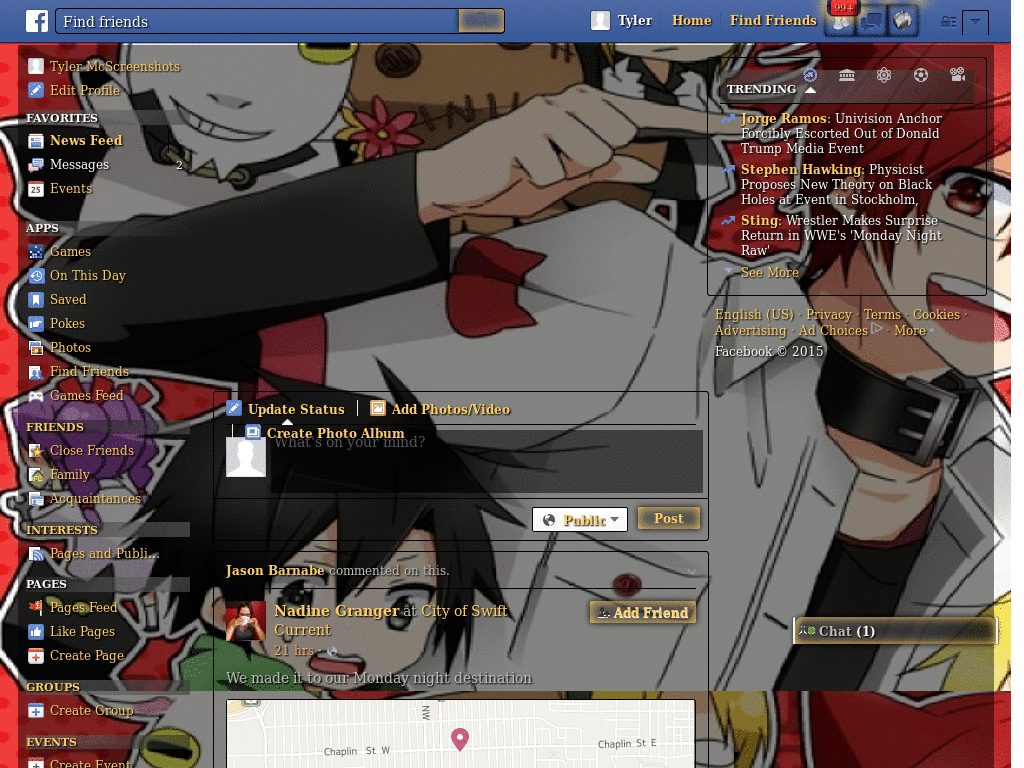 Find friends
Tyler
Home
Find Friends
99+
Tyler McScreenshots
Edit Profile
FAVORITES
News Feed
Messages 2
25 Events
APPS
Games
On This Day
Saved
Pokes
Photos
Find Friends
Games Feed
FRIENDS
Close Friends
Family
Acquaintances
INTERESTS
Pages and Publi...
PAGES
Pages Feed
Like Pages
Create Page
GROUPS
Create Group
EVENTS
Create Event
Update Status
Add Photos/Video
Create Photo Album
What's on your mind?
Public
Post
Jason Barnabe commented on this.
Nadine Granger at City of Swift
Current
21 hrs ·
Add Friend
We made it to our Monday night destination
NW
Chaplin St W
Chaplin St E
TRENDING
Jorge Ramos: Univision Anchor
Forcibly Escorted Out of Donald
Trump Media Event
Stephen Hawking: Physicist
Proposes New Theory on Black
Holes at Event in Stockholm,
Sting: Wrestler Makes Surprise
Return in WWE's 'Monday Night
Raw'
See More
English (US) · Privacy · Terms · Cookies ·
Advertising · Ad Choices · More
Facebook © 2015
Chat (1)